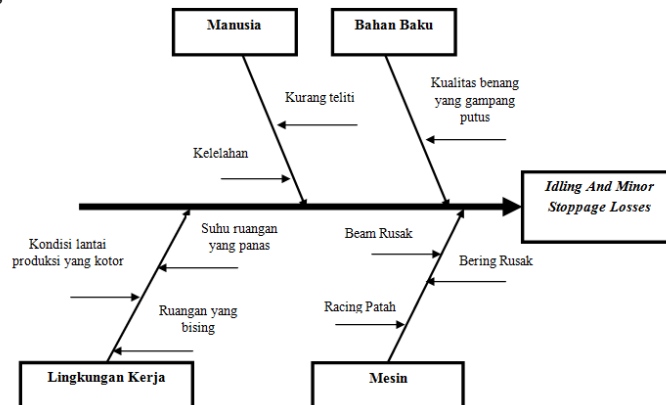 Manusia
Bahan Baku
Kurang teliti
Kualitas benang
yang gampang
putus
Kelelahan
Idling And Minor
Stoppage Losses
Kondisi lantai
produksi yang kotor
Suhu ruangan
yang panas
Beam Rusak
Bering Rusak
Ruangan yang
bising
Racing Patah
Lingkungan Kerja
Mesin